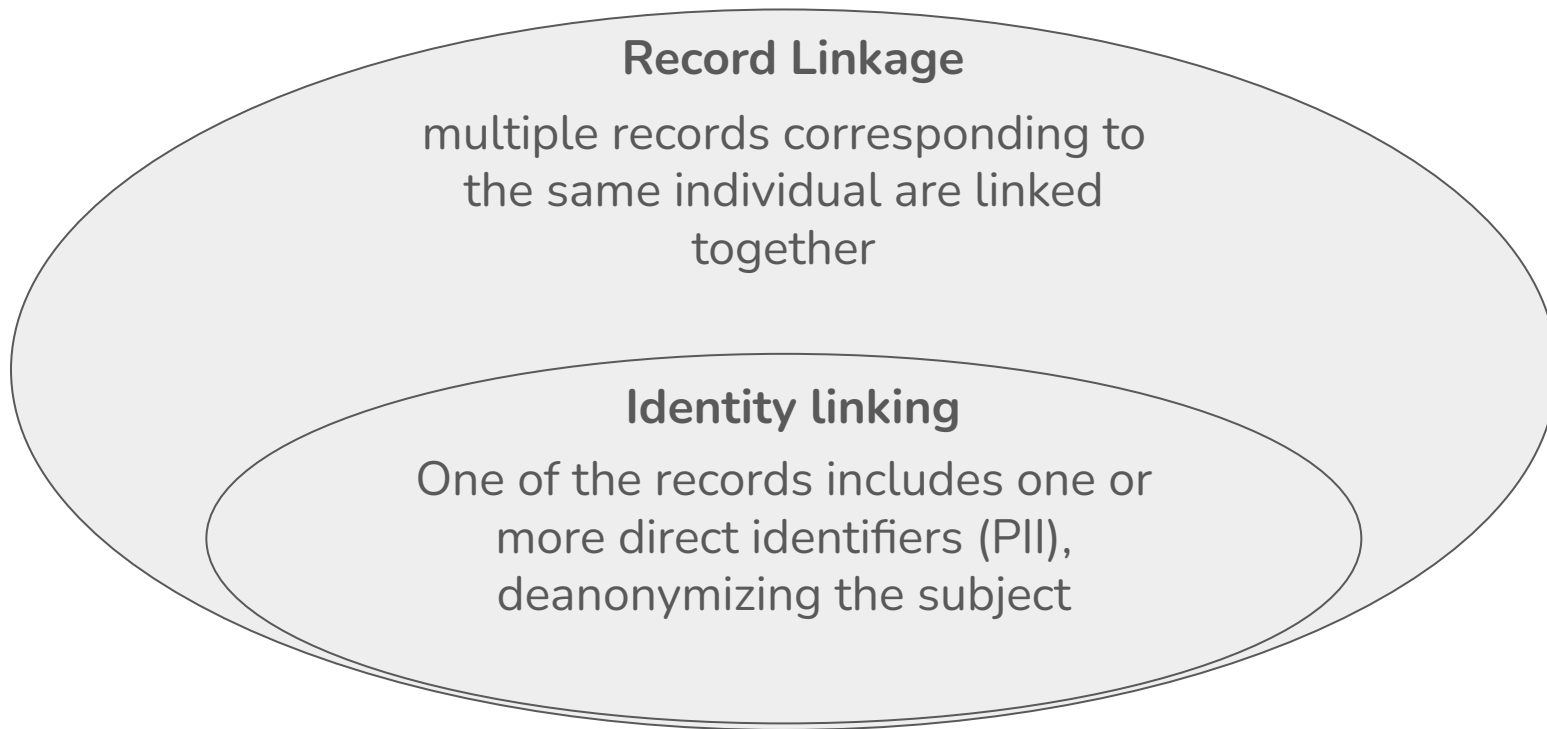 Record Linkage
multiple records corresponding to
the same individual are linked
together
Identity linking
One of the records includes one or
more direct identifiers (PII),
deanonymizing the subject